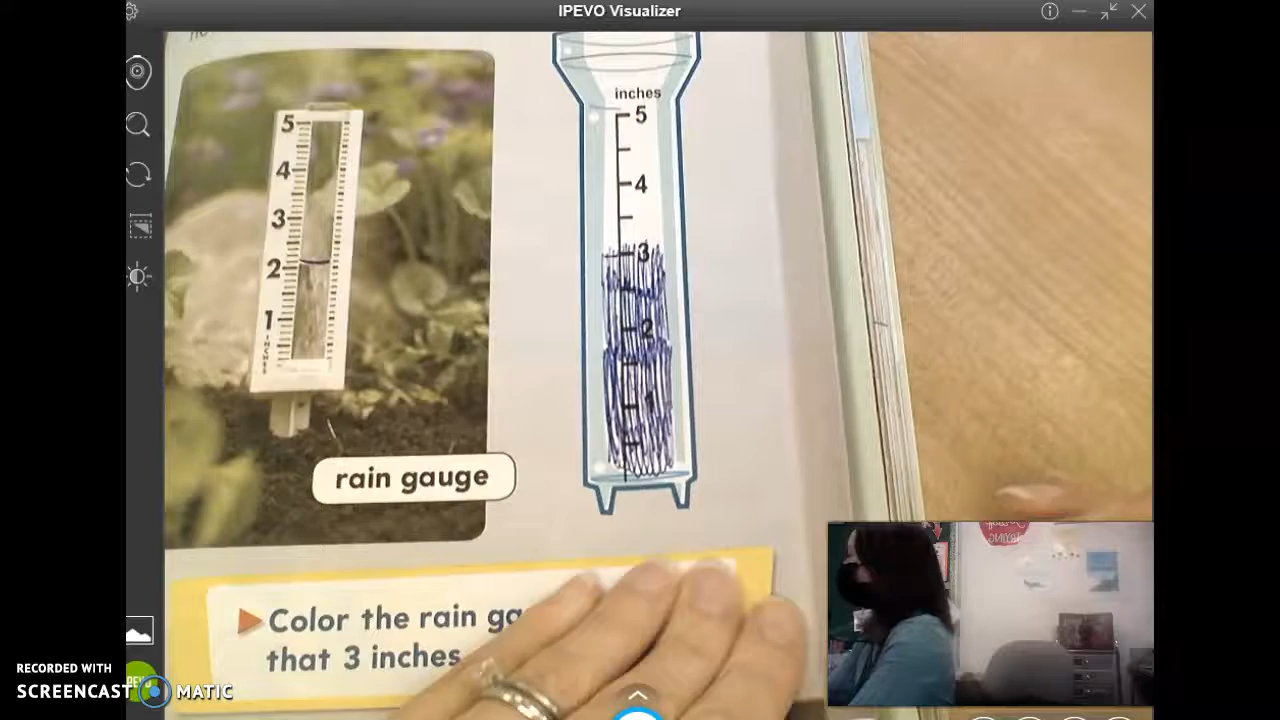 IPEVO Visualizer
inches
5
4
3
2
1
5
4
3
2
1
INCHES
rain gauge
Color the rain
that 3 inches
RECORDED WITH
SCREENCAST MATIC